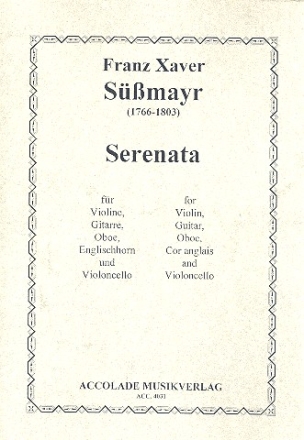 Franz Xaver
Süßmayr
(1766-1803)
Serenata
für
Violine,
Gitarre,
Oboe,
Englischhorn
und
Violoncello
for
Violin,
Guitar,
Oboe,
Cor anglais
and
Violoncello
ACCOLADE MUSIKVERLAG
ACC.